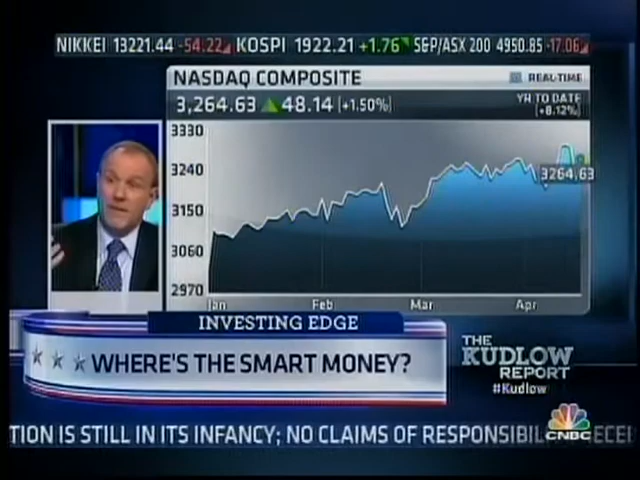 NIKKEI 13221.44 -54.22 KOSPI 1922.21 +1.76 S&P/ASX 200 4950.85 -17.06
NASDAQ COMPOSITE
REAL-TIME
3,264.63 48.14 (+1.50%)
YR TO DATE
(+8.12%)
3330
3240
3150
3060
2970
3264.63
Jan Feb Mar Apr
INVESTING EDGE
WHERE'S THE SMART MONEY?
THE
KUDLOW
REPORT
#Kudlow
CNBC
TION IS STILL IN ITS INFANCY; NO CLAIMS OF RESPONSIBIL